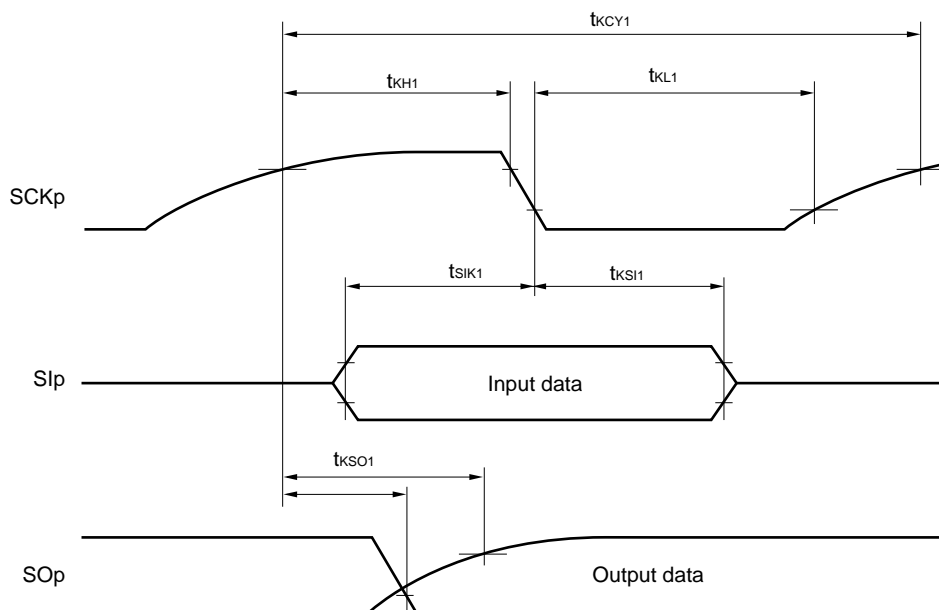 tKCY1
tKH1
tKL1
SCKp
tSIK1
tKSI1
SIp
Input data
tKSO1
SOp
Output data